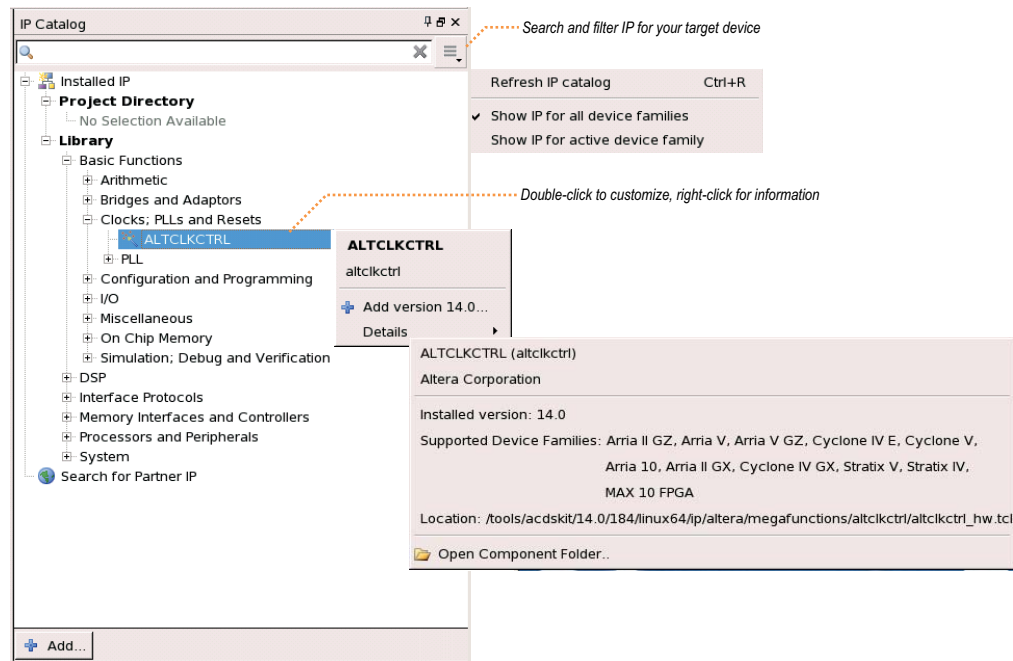 IP Catalog
Search and filter IP for your target device
Installed IP
Project Directory
No Selection Available
Library
Basic Functions
Arithmetic
Bridges and Adaptors
Clocks; PLLs and Resets
ALTCLKCTRL
PLL
Configuration and Programming
I/O
Miscellaneous
On Chip Memory
Simulation; Debug and Verification
DSP
Interface Protocols
Memory Interfaces and Controllers
Processors and Peripherals
System
Search for Partner IP
Add...
Refresh IP catalog Ctrl+R
Show IP for all device families
Show IP for active device family
Double-click to customize, right-click for information
ALTCLKCTRL
altclkctrl
Add version 14.0...
Details
ALTCLKCTRL (altclkctrl)
Altera Corporation
Installed version: 14.0
Supported Device Families: Arria II GZ, Arria V, Arria V GZ, Cyclone IV E, Cyclone V,
Arria 10, Arria II GX, Cyclone IV GX, Stratix V, Stratix IV,
MAX 10 FPGA
Location: /tools/acdskit/14.0/184/linux64/ip/altera/megafunctions/altclkctrl/altclkctrl_hw.tcl
Open Component Folder..